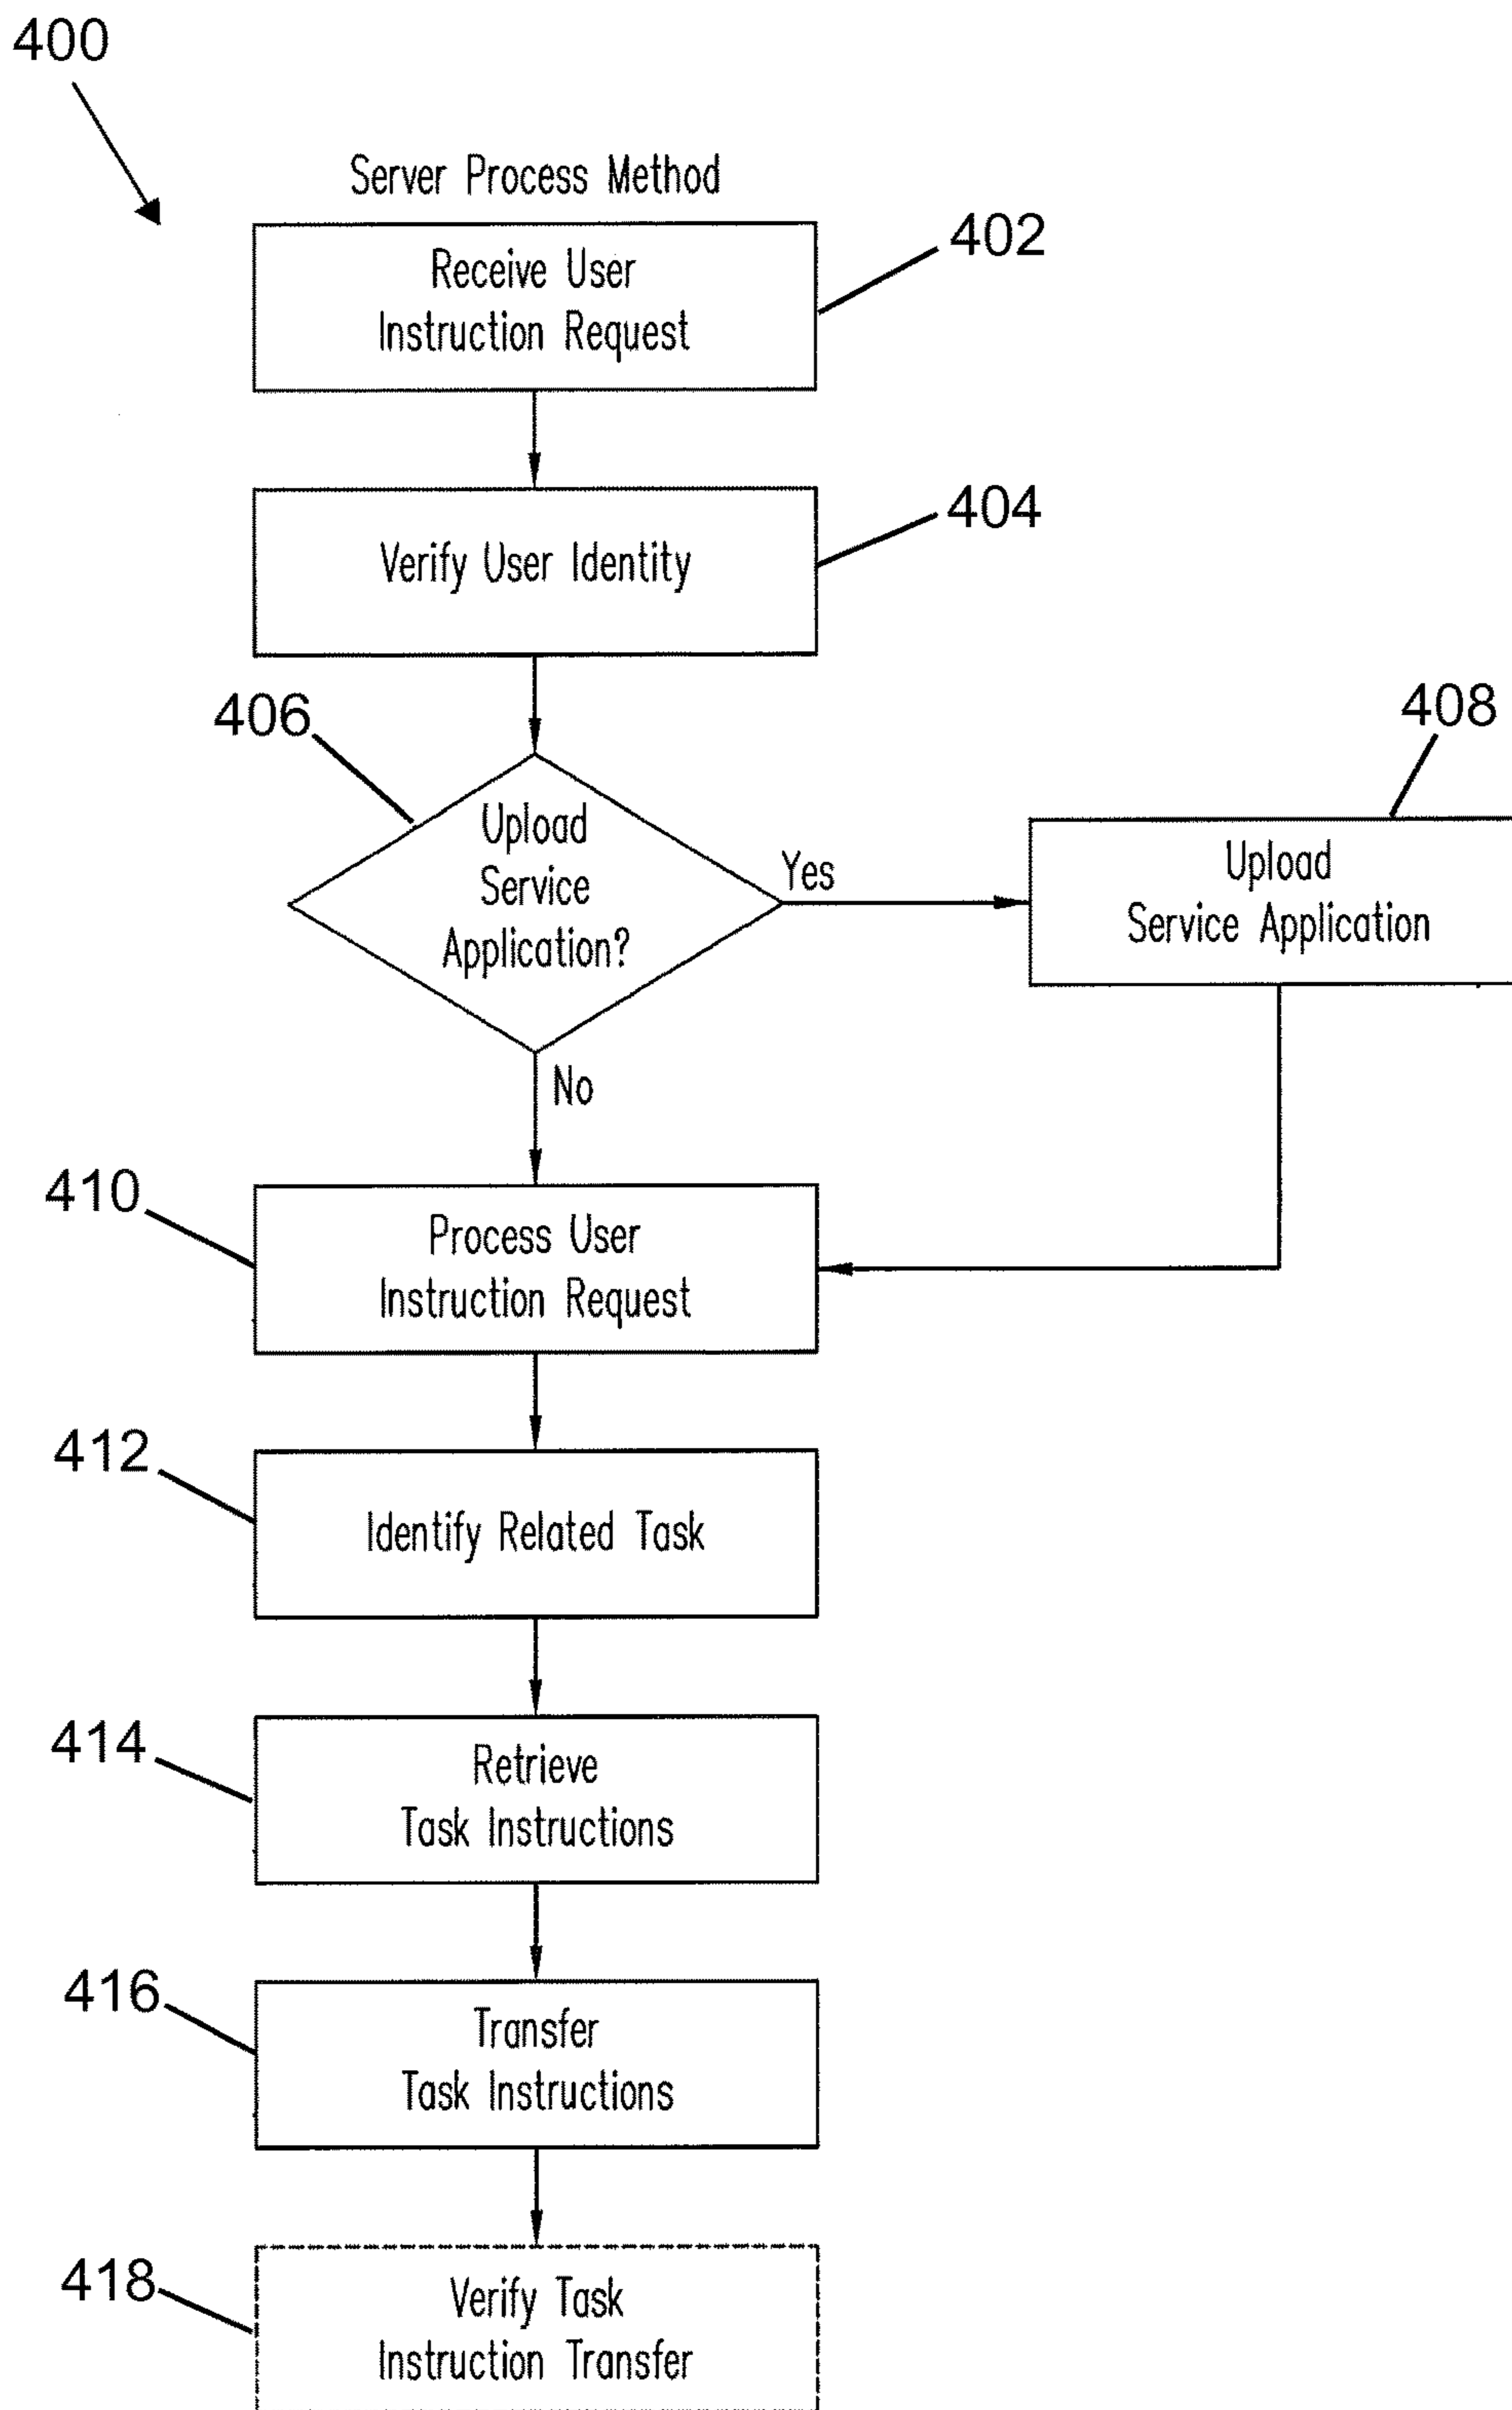 400
Server Process Method
Receive User
Instruction Request
402
Verify User Identity
404
406
Upload
Service
Application?
Yes
408
Upload
Service Application
No
410
Process User
Instruction Request
412
Identify Related Task
414
Retrieve
Task Instructions
416
Transfer
Task Instructions
418
Verify Task
Instruction Transfer